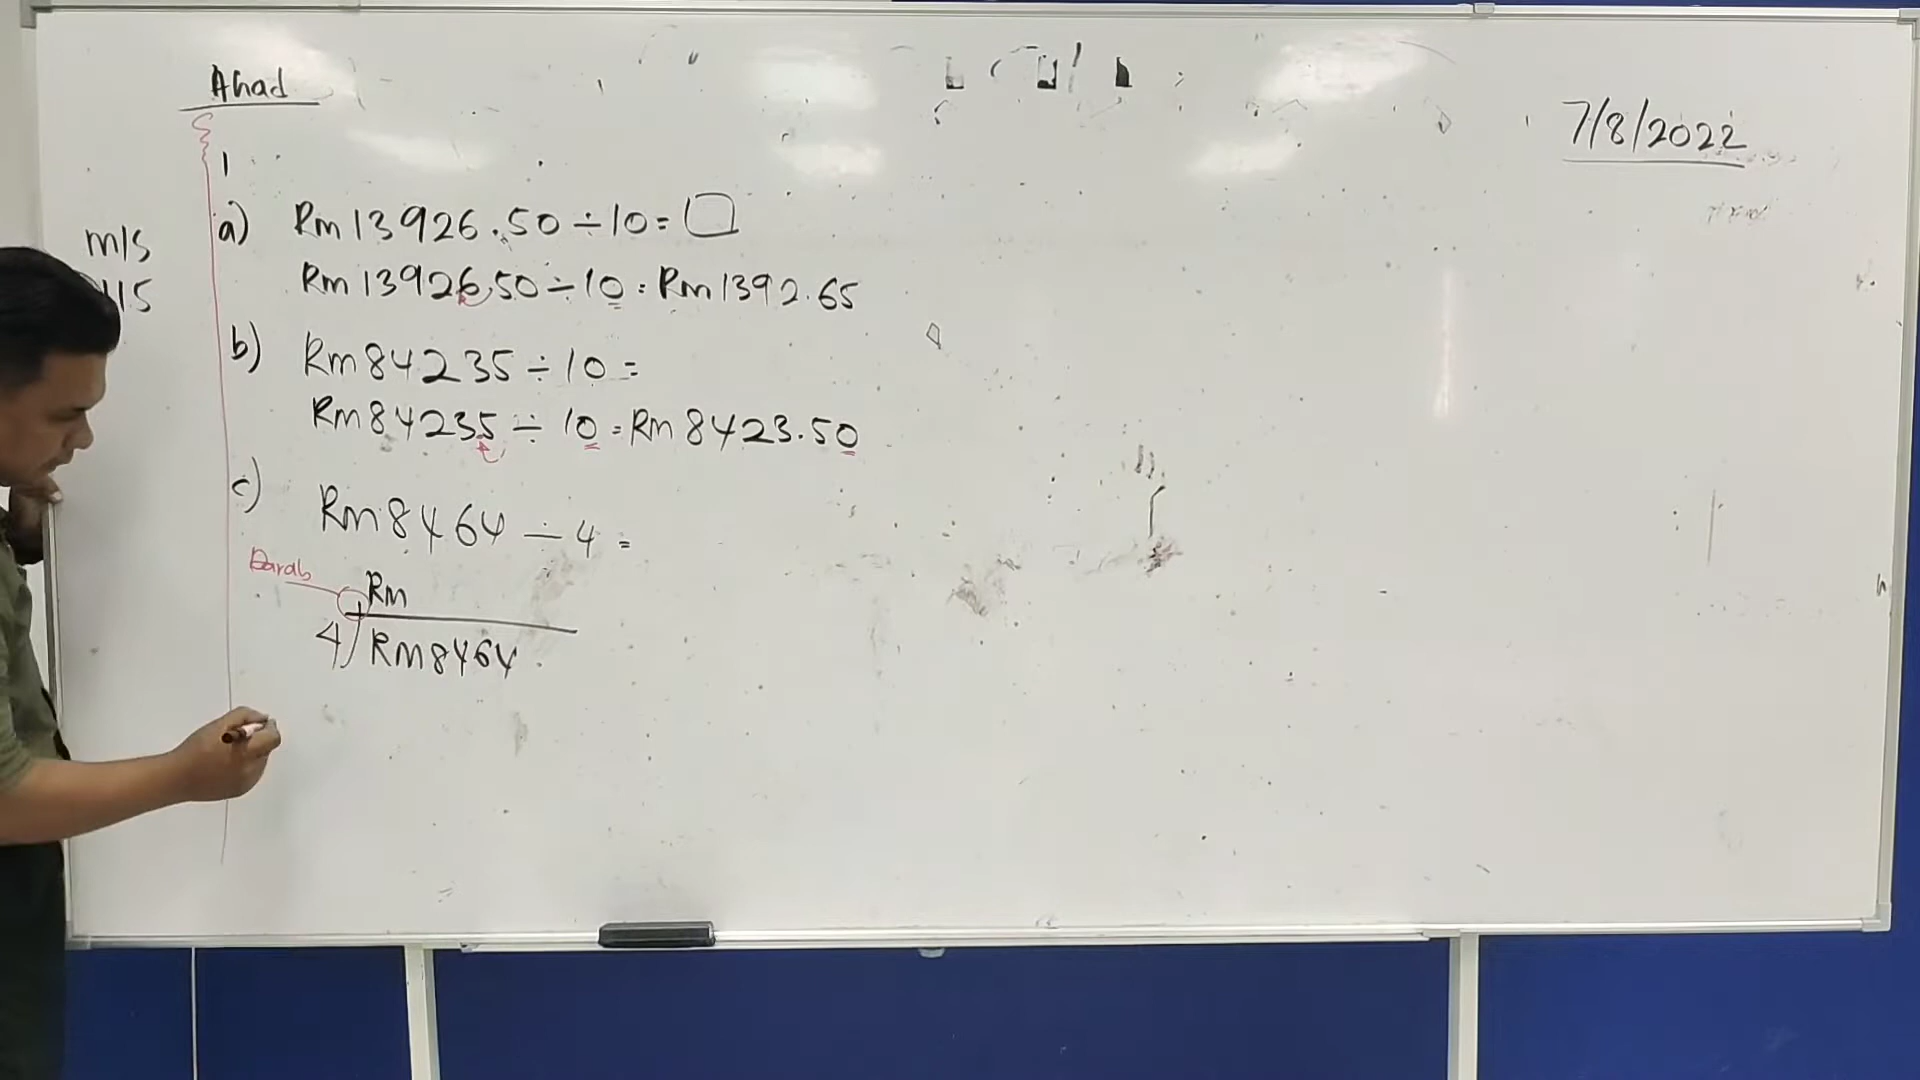 Ahad
7/8/2022
1
m/s
a) Rm 13926.50 ÷ 10 = □
Rm 13926.50 ÷ 10 = Rm 1392.65
b) Rm 84235 ÷ 10 =
Rm 84235 ÷ 10 = Rm 8423.50
c) Rm 8464 ÷ 4 =
Darab
Rm
4) RM 8464